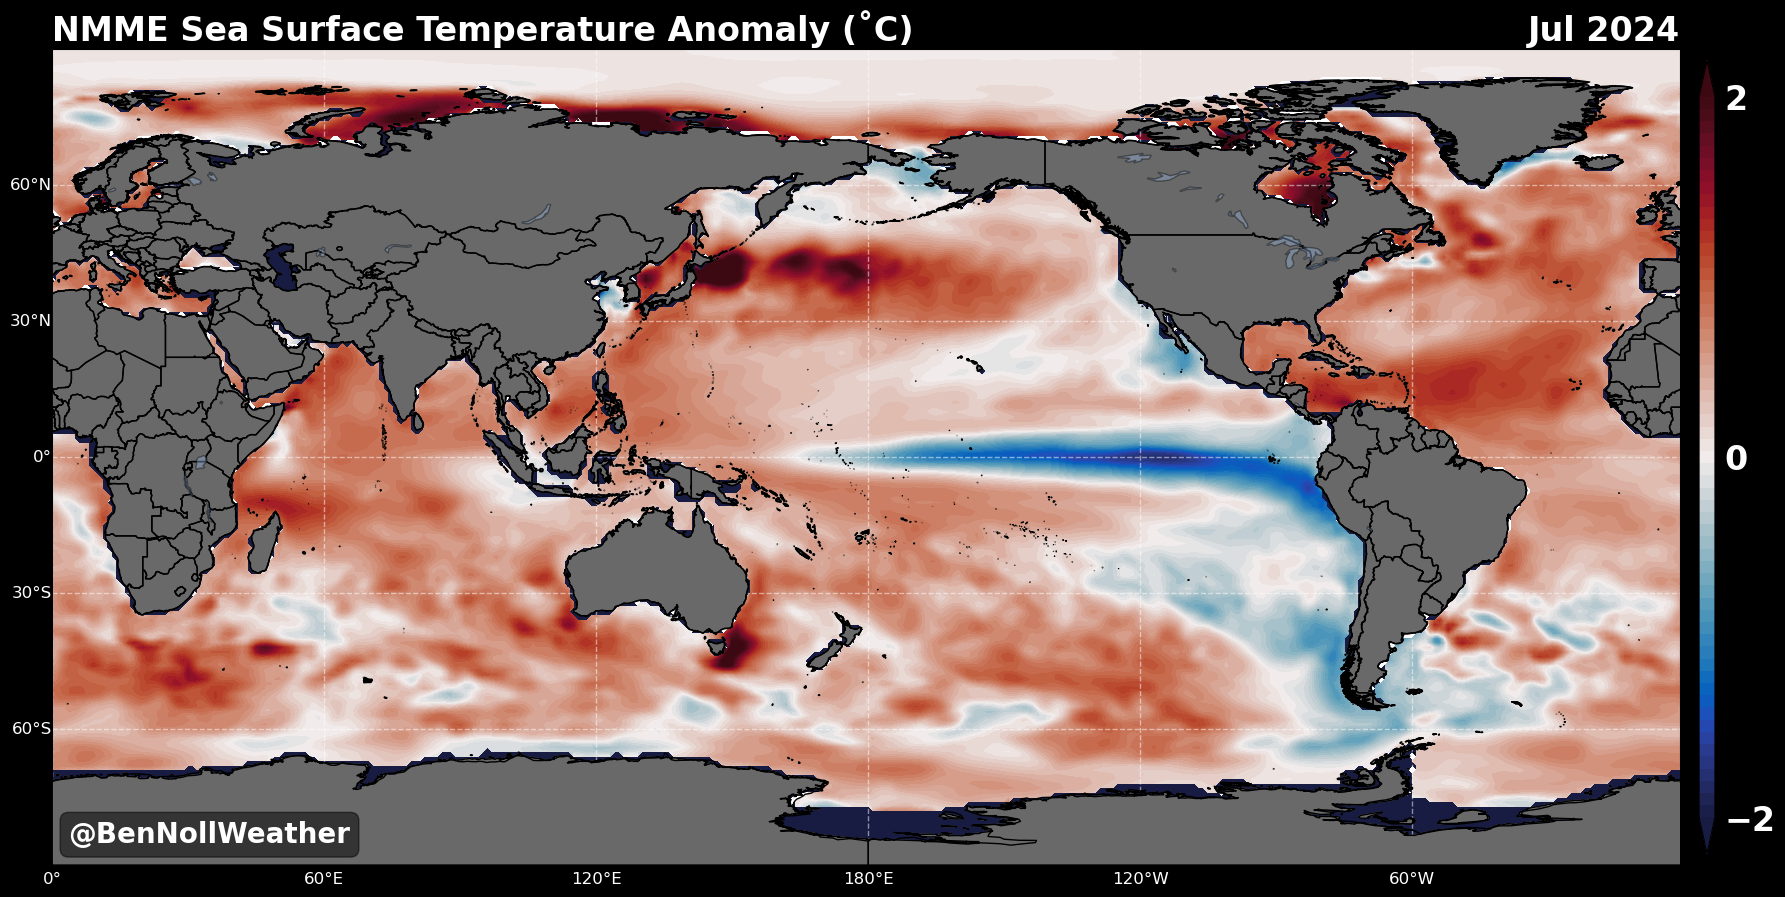 NMME Sea Surface Temperature Anomaly (˚C)
Jul 2024
2
60°N
30°N
0°
0
30°S
60°S
−2
@BenNollWeather
0°
60°E
120°E
180°E
120°W
60°W